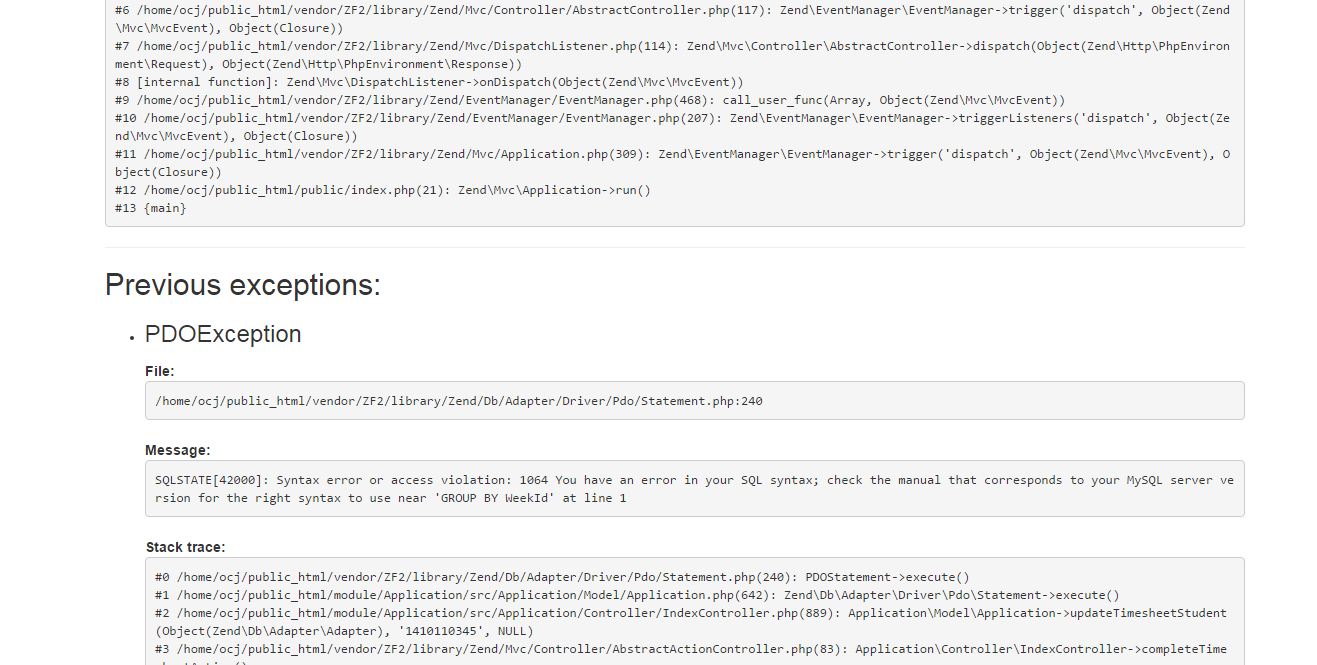 #6 /home/ocj/public_html/vendor/ZF2/library/Zend/Mvc/Controller/AbstractController.php(117): Zend\EventManager\EventManager->trigger('dispatch', Object(Zend
\Mvc\MvcEvent), Object(Closure))
#7 /home/ocj/public_html/vendor/ZF2/library/Zend/Mvc/DispatchListener.php(114): Zend\Mvc\Controller\AbstractController->dispatch(Object(Zend\Http\PhpEnviron
ment\Request), Object(Zend\Http\PhpEnvironment\Response))
#8 [internal function]: Zend\Mvc\DispatchListener->onDispatch(Object(Zend\Mvc\MvcEvent))
#9 /home/ocj/public_html/vendor/ZF2/library/Zend/EventManager/EventManager.php(468): call_user_func(Array, Object(Zend\Mvc\MvcEvent))
#10 /home/ocj/public_html/vendor/ZF2/library/Zend/EventManager/EventManager.php(207): Zend\EventManager\EventManager->triggerListeners('dispatch', Object(Ze
nd\Mvc\MvcEvent), Object(Closure))
#11 /home/ocj/public_html/vendor/ZF2/library/Zend/Mvc/Application.php(309): Zend\EventManager\EventManager->trigger('dispatch', Object(Zend\Mvc\MvcEvent), O
bject(Closure))
#12 /home/ocj/public_html/public/index.php(21): Zend\Mvc\Application->run()
#13 {main}
Previous exceptions:
• PDOException
File:
/home/ocj/public_html/vendor/ZF2/library/Zend/Db/Adapter/Driver/Pdo/Statement.php:240
Message:
SQLSTATE[42000]: Syntax error or access violation: 1064 You have an error in your SQL syntax; check the manual that corresponds to your MySQL server ve
rsion for the right syntax to use near 'GROUP BY WeekId' at line 1
Stack trace:
#0 /home/ocj/public_html/vendor/ZF2/library/Zend/Db/Adapter/Driver/Pdo/Statement.php(240): PDOStatement->execute()
#1 /home/ocj/public_html/module/Application/src/Application/Model/Application.php(642): Zend\Db\Adapter\Driver\Pdo\Statement->execute()
#2 /home/ocj/public_html/module/Application/src/Application/Controller/IndexController.php(889): Application\Model\Application->updateTimesheetStudent
(Object(Zend\Db\Adapter\Adapter), '1410110345', NULL)
#3 /home/ocj/public_html/vendor/ZF2/library/Zend/Mvc/Controller/AbstractActionController.php(83): Application\Controller\IndexController->completeTime